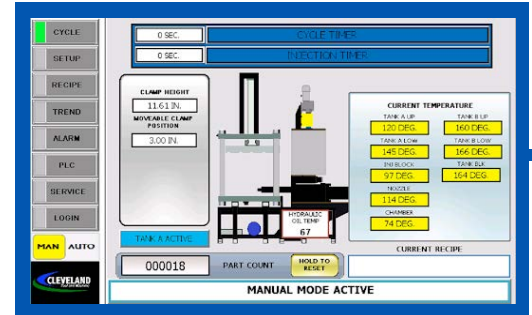 CYCLE
SETUP
RECIPE
TREND
ALARM
PLC
SERVICE
LOGIN
MAN AUTO
CLEVELAND
0 SEC. CYCLE TIMER
0 SEC. INJECTION TIMER
CLAMP HEIGHT
11.61 IN.
MOVEABLE CLAMP
POSITION
3.00 IN.
TANK A ACTIVE
HYDRAULIC
OIL TEMP
67
CURRENT TEMPERATURE
TANK A UP TANK B UP
120 DEG. 160 DEG.
TANK A LOW TANK B LOW
145 DEG. 166 DEG.
INJ BLOCK TANK BLK
97 DEG. 164 DEG.
NOZZLE
114 DEG.
CHAMBER
74 DEG.
CURRENT RECIPE
000018 PART COUNT HOLD TO
RESET
MANUAL MODE ACTIVE